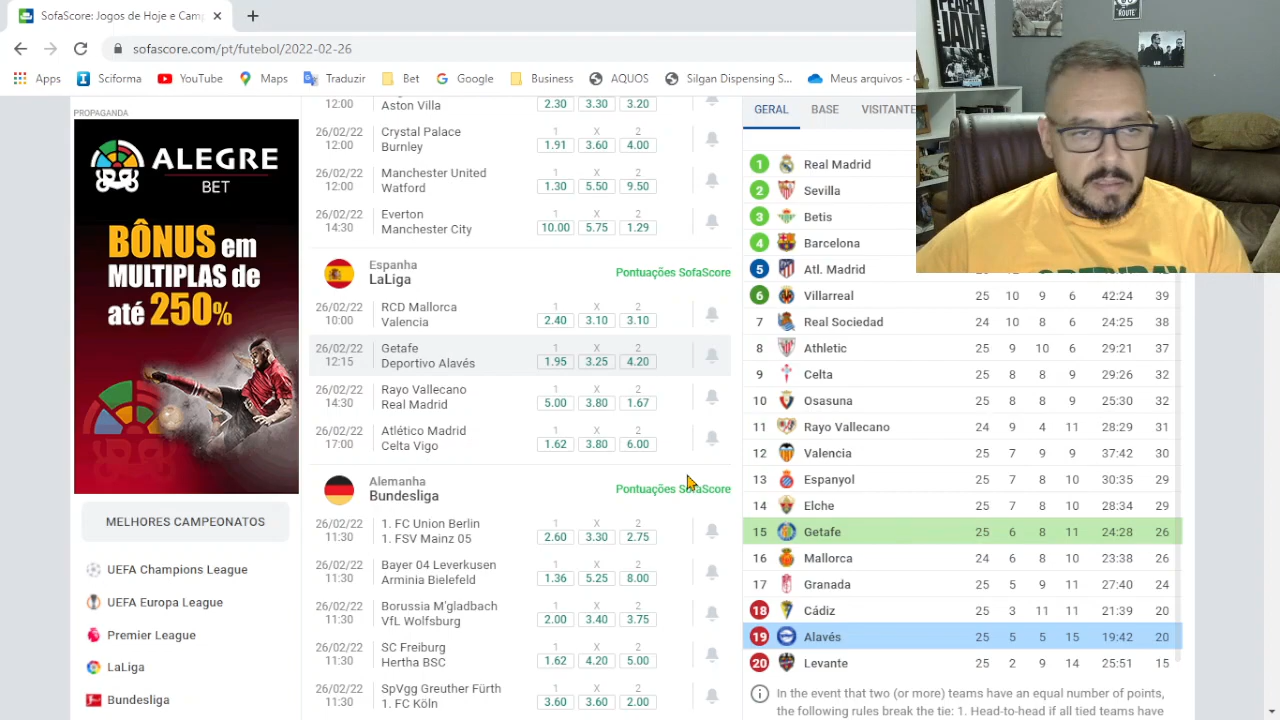 SofaScore: Jogos de Hoje e Camp
sofascore.com/pt/futebol/2022-02-26
Apps Sciforma YouTube Maps Traduzir Bet Google Business AQUOS Silgan Dispensing S... Meus arquivos - O
PROPAGANDA
ALEGRE
BET
BÔNUS em
MULTIPLAS de
até 250%
MELHORES CAMPEONATOS
UEFA Champions League
UEFA Europa League
Premier League
LaLiga
Bundesliga
12:00 Aston Villa 2.30 3.30 3.20
26/02/22 Crystal Palace 1 X 2
12:00 Burnley 1.91 3.60 4.00
26/02/22 Manchester United 1 X 2
12:00 Watford 1.30 5.50 9.50
26/02/22 Everton 1 X 2
14:30 Manchester City 10.00 5.75 1.29
Espanha
LaLiga Pontuações SofaScore
26/02/22 RCD Mallorca 1 X 2
10:00 Valencia 2.40 3.10 3.10
26/02/22 Getafe 1 X 2
12:15 Deportivo Alavés 1.95 3.25 4.20
26/02/22 Rayo Vallecano 1 X 2
14:30 Real Madrid 5.00 3.80 1.67
26/02/22 Atlético Madrid 1 X 2
17:00 Celta Vigo 1.62 3.80 6.00
Alemanha
Bundesliga Pontuações SofaScore
26/02/22 1. FC Union Berlin 1 X 2
11:30 1. FSV Mainz 05 2.60 3.30 2.75
26/02/22 Bayer 04 Leverkusen 1 X 2
11:30 Arminia Bielefeld 1.36 5.25 8.00
26/02/22 Borussia M'gladbach 1 X 2
11:30 VfL Wolfsburg 2.00 3.40 3.75
26/02/22 SC Freiburg 1 X 2
11:30 Hertha BSC 1.62 4.20 5.00
26/02/22 SpVgg Greuther Fürth 1 X 2
11:30 1. FC Köln 3.60 3.60 2.00
GERAL BASE VISITANTE
1 Real Madrid
2 Sevilla
3 Betis
4 Barcelona
5 Atl. Madrid
6 Villarreal 25 10 9 6 42:24 39
7 Real Sociedad 24 10 8 6 24:25 38
8 Athletic 25 9 10 6 29:21 37
9 Celta 25 8 8 9 29:26 32
10 Osasuna 25 8 8 9 25:30 32
11 Rayo Vallecano 24 9 4 11 28:29 31
12 Valencia 25 7 9 9 37:42 30
13 Espanyol 25 7 8 10 30:35 29
14 Elche 25 7 8 10 28:34 29
15 Getafe 25 6 8 11 24:28 26
16 Mallorca 24 6 8 10 23:38 26
17 Granada 25 5 9 11 27:40 24
18 Cádiz 25 3 11 11 21:39 20
19 Alavés 25 5 5 15 19:42 20
20 Levante 25 2 9 14 25:51 15
In the event that two (or more) teams have an equal number of points,
the following rules break the tie: 1. Head-to-head if all tied teams have
PEARL
JAM
ROUTE